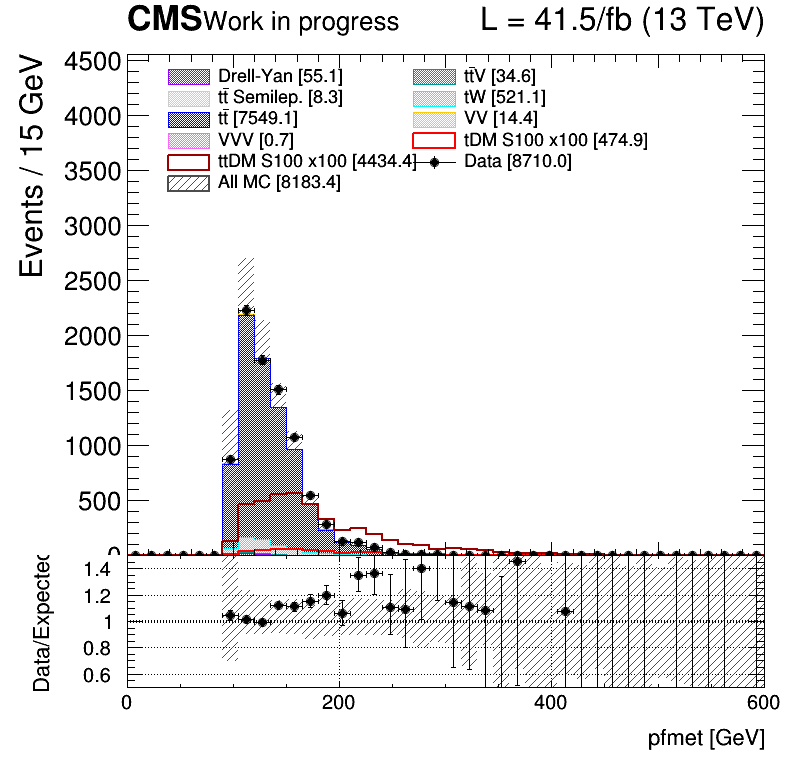 CMS Work in progress L = 41.5/fb (13 TeV)
Events / 15 GeV
4500
4000
3500
3000
2500
2000
1500
1000
500
0
Drell-Yan [55.1] tt̄V [34.6]
tt̄ Semilep. [8.3] tW [521.1]
tt̄ [7549.1] VV [14.4]
VVV [0.7] tDM S100 x100 [474.9]
ttDM S100 x100 [4434.4] Data [8710.0]
All MC [8183.4]
Data/Expected
1.4
1.2
1
0.8
0.6
0 200 400 600
pfmet [GeV]